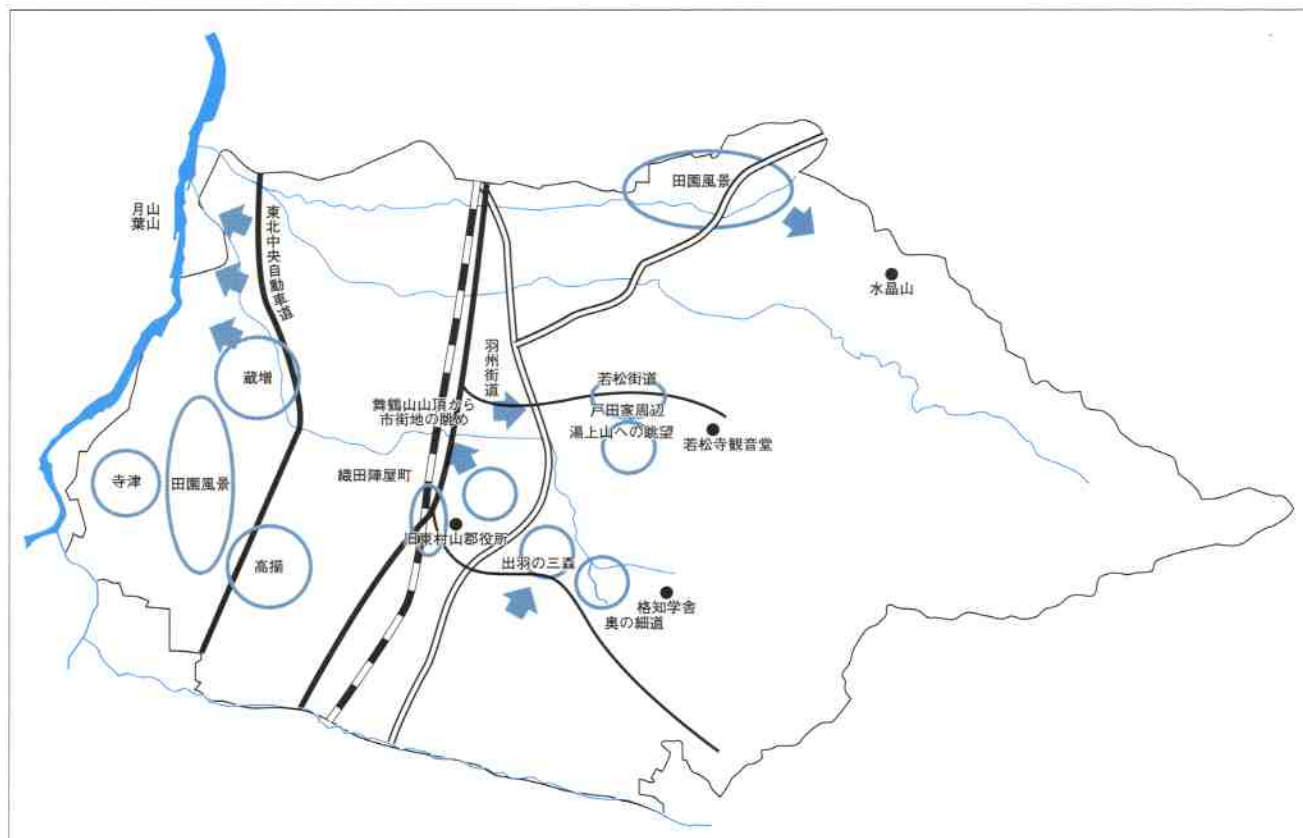 田園風景
月山
葉山
東北中央自動車道
水晶山
羽州街道
蔵増
若松街道
舞鶴山山頂から
市街地の眺め
戸田家周辺
湯上山への眺望
若松寺観音堂
織田陣屋町
寺津
田園風景
旧東村山郡役所
高擶
出羽の三森
格知学舎
奥の細道